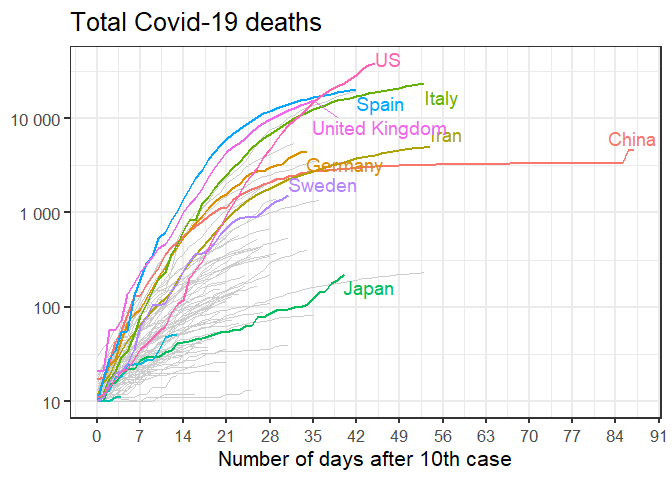 Total Covid-19 deaths
US
Spain
Italy
United Kingdom
Iran
China
Germany
Sweden
Japan
10 000
1 000
100
10
0 7 14 21 28 35 42 49 56 63 70 77 84 91
Number of days after 10th case